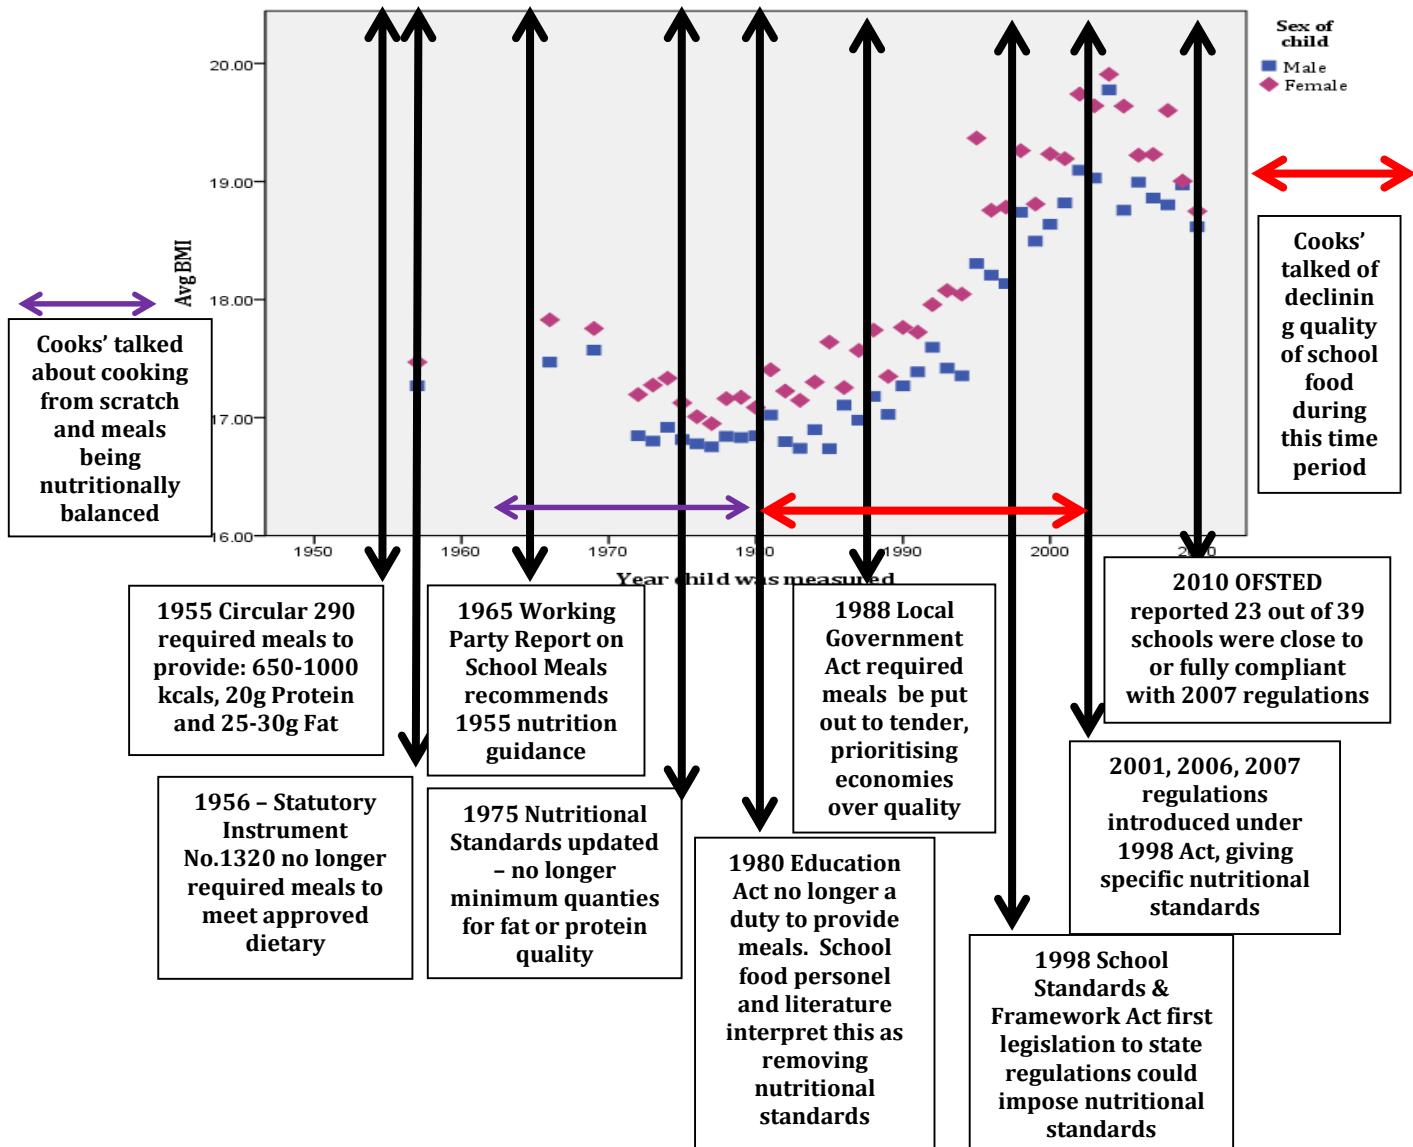 Sex of
child
Male
Female
20.00
19.00
18.00
17.00
16.00
Avg BMI
1950
1960
1970
1980
1990
2000
2010
Year child was measured
Cooks’ talked
about cooking
from scratch
and meals
being
nutritionally
balanced
Cooks’
talked of
declinin
g quality
of school
food
during
this time
period
1955 Circular 290
required meals to
provide: 650-1000
kcals, 20g Protein
and 25-30g Fat
1956 – Statutory
Instrument
No.1320 no longer
required meals to
meet approved
dietary
1965 Working
Party Report on
School Meals
recommends
1955 nutrition
guidance
1975 Nutritional
Standards updated
– no longer
minimum quanties
for fat or protein
quality
1980 Education
Act no longer a
duty to provide
meals. School
food personel
and literature
interpret this as
removing
nutritional
standards
1988 Local
Government
Act required
meals be put
out to tender,
prioritising
economies
over quality
1998 School
Standards &
Framework Act first
legislation to state
regulations could
impose nutritional
standards
2001, 2006, 2007
regulations
introduced under
1998 Act, giving
specific nutritional
standards
2010 OFSTED
reported 23 out of 39
schools were close to
or fully compliant
with 2007 regulations